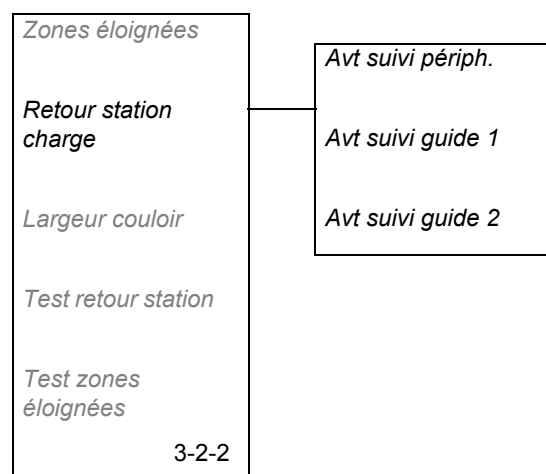 Zones éloignées
Retour station
charge
Largeur couloir
Test retour station
Test zones
éloignées
3-2-2
Avt suivi périph.
Avt suivi guide 1
Avt suivi guide 2